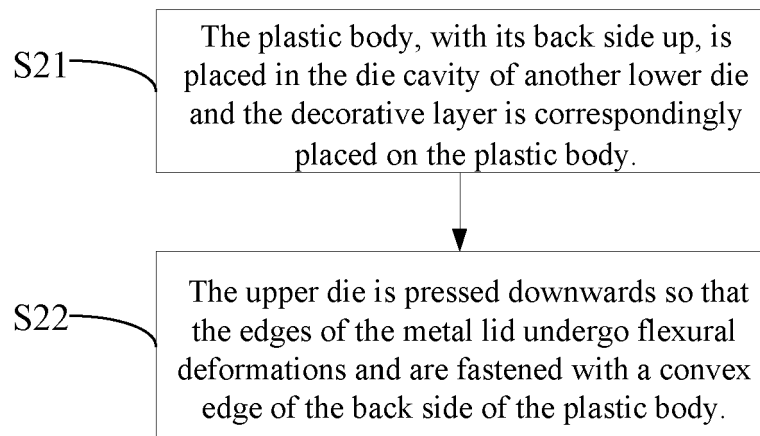 S21
The plastic body, with its back side up, is
placed in the die cavity of another lower die
and the decorative layer is correspondingly
placed on the plastic body.
S22
The upper die is pressed downwards so that
the edges of the metal lid undergo flexural
deformations and are fastened with a convex
edge of the back side of the plastic body.